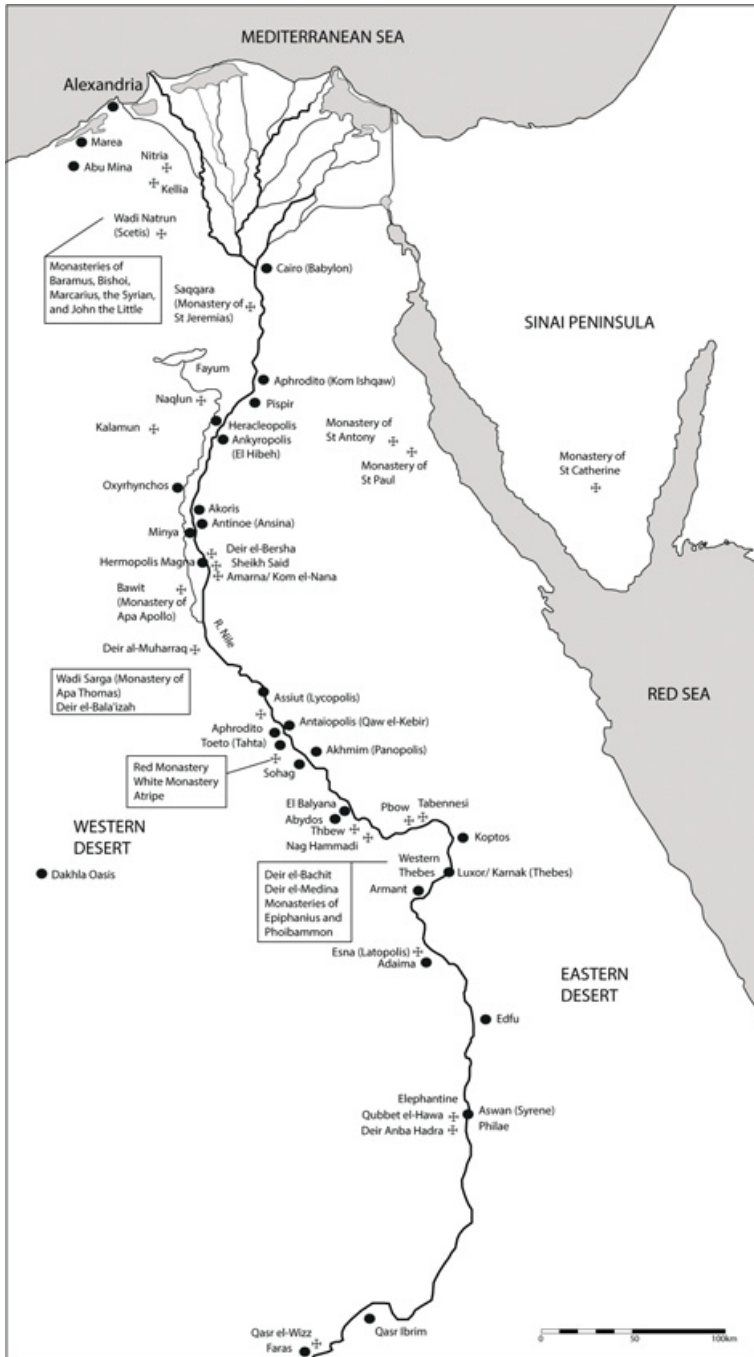 MEDITERRANEAN SEA
Alexandria
Marea
Abu Mina
Nitria
Kellia
Wadi Natrun
(Scetis)
Monasteries of
Baramus, Bishoi,
Marcarius, the Syrian,
and John the Little
Cairo (Babylon)
Saqqara
(Monastery of
St Jeremias)
SINAI PENINSULA
Fayum
Aphrodito (Kom Ishqaw)
Naqlun
Pispir
Kalamun
Heracleopolis
Ankyropolis
(El Hibeh)
Monastery of
St Antony
Monastery of
St Paul
Monastery of
St Catherine
Oxyrhynchos
Akoris
Antinoe (Ansina)
Minya
Deir el-Bersha
Hermopolis Magna
Sheikh Said
Amarna/ Kom el-Nana
Bawit
(Monastery of
Apa Apollo)
R. Nile
Deir al-Muharraq
Wadi Sarga (Monastery of
Apa Thomas)
Deir el-Bala'izah
RED SEA
Assiut (Lycopolis)
Antaiopolis (Qaw el-Kebir)
Aphrodito
Toeto (Tahta)
Akhmim (Panopolis)
Red Monastery
White Monastery
Atripe
Sohag
El Balyana
Abydos
Thbew
Nag Hammadi
Pbow
Tabennesi
WESTERN
DESERT
Koptos
Dakhla Oasis
Deir el-Bachit
Deir el-Medina
Monasteries of
Epiphanius and
Phoibammon
Western
Thebes
Luxor/ Karnak (Thebes)
Armant
Esna (Latopolis)
Adaima
EASTERN
DESERT
Edfu
Elephantine
Qubbet el-Hawa
Deir Anba Hadra
Aswan (Syrene)
Philae
Qasr el-Wizz
Faras
Qasr Ibrim
0 50 100km